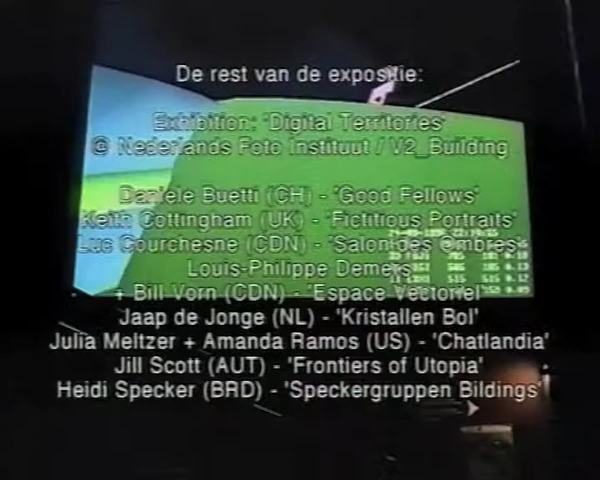 De rest van de expositie:
Exhibition: 'Digital Territories'
@ Nederlands Foto Instituut / V2_Building
Daniele Buetti (CH) - 'Good Fellows'
Keith Cottingham (UK) - 'Fictitious Portraits'
Luc Courchesne (CDN) - 'Salon des Ombres'
Louis-Philippe Demers
+ Bill Vorn (CDN) - 'Espace Vectoriel'
Jaap de Jonge (NL) - 'Kristallen Bol'
Julia Meltzer + Amanda Ramos (US) - 'Chatlandia'
Jill Scott (AUT) - 'Frontiers of Utopia'
Heidi Specker (BRD) - 'Speckergruppen Bildings'